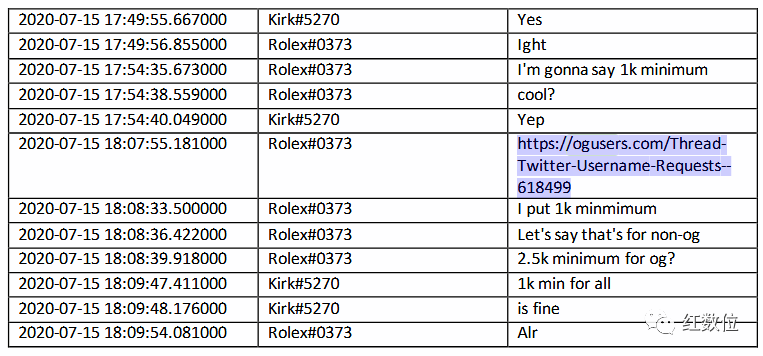 2020-07-15 17:49:55.667000 Kirk#5270 Yes
2020-07-15 17:49:56.855000 Rolex#0373 Ight
2020-07-15 17:54:35.673000 Rolex#0373 I'm gonna say 1k minimum
2020-07-15 17:54:38.559000 Rolex#0373 cool?
2020-07-15 17:54:40.049000 Kirk#5270 Yep
2020-07-15 18:07:55.181000 Rolex#0373 https://ogusers.com/Thread-
Twitter-Username-Requests--
618499
2020-07-15 18:08:33.500000 Rolex#0373 I put 1k minmimum
2020-07-15 18:08:36.422000 Rolex#0373 Let's say that's for non-og
2020-07-15 18:08:39.918000 Rolex#0373 2.5k minimum for og?
2020-07-15 18:09:47.411000 Kirk#5270 1k min for all
2020-07-15 18:09:48.176000 Kirk#5270 is fine
2020-07-15 18:09:54.081000 Rolex#0373 Alr
红数位